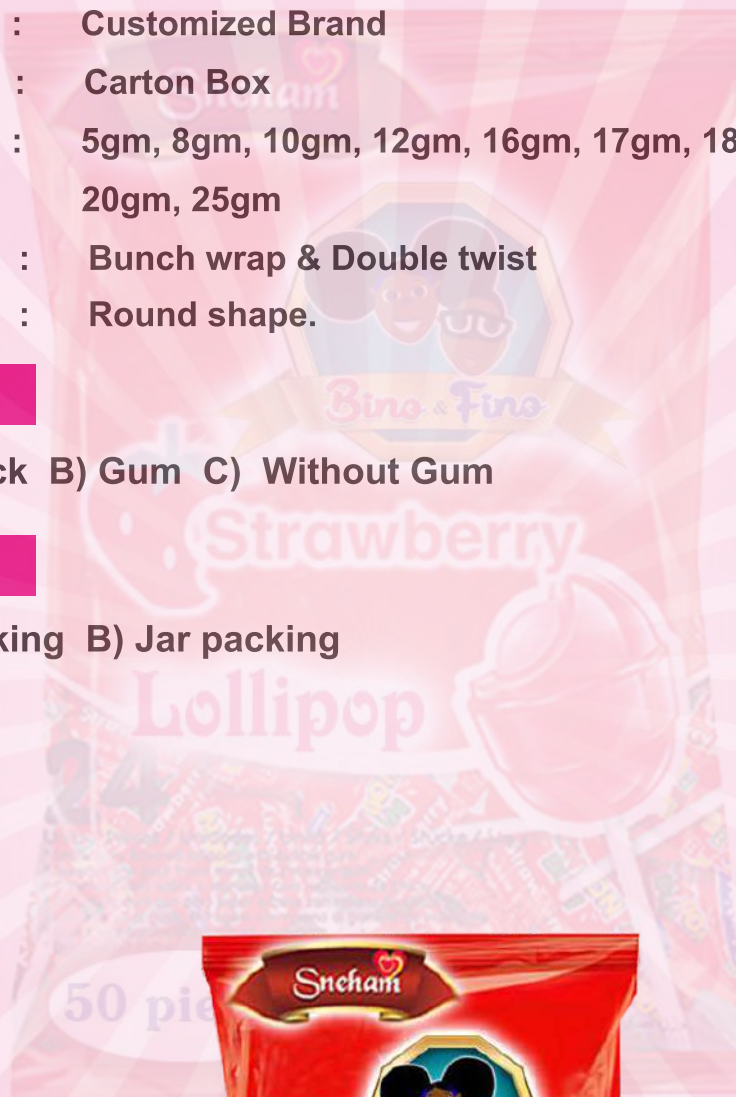 : Customized Brand
: Carton Box
: 5gm, 8gm, 10gm, 12gm, 16gm, 17gm, 18
20gm, 25gm
: Bunch wrap & Double twist
: Round shape.
ck B) Gum C) Without Gum
king B) Jar packing
Sneham
Bino & Fino
Strawberry
Lollipop
24
50 pie
Sneham